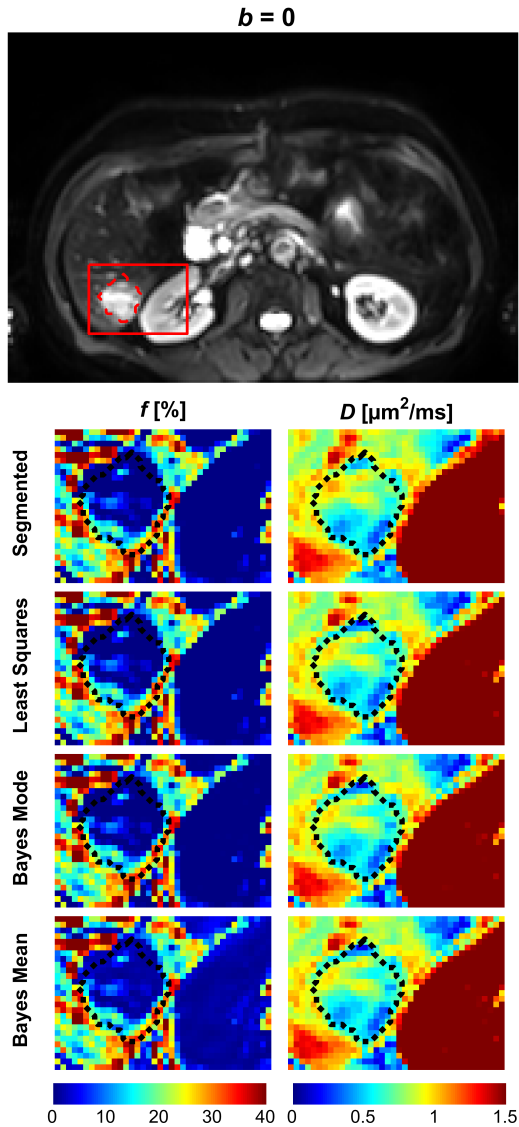 b = 0
f [%]
D [µm²/ms]
Segmented
Least Squares
Bayes Mode
Bayes Mean
0 10 20 30 40
0 0.5 1 1.5